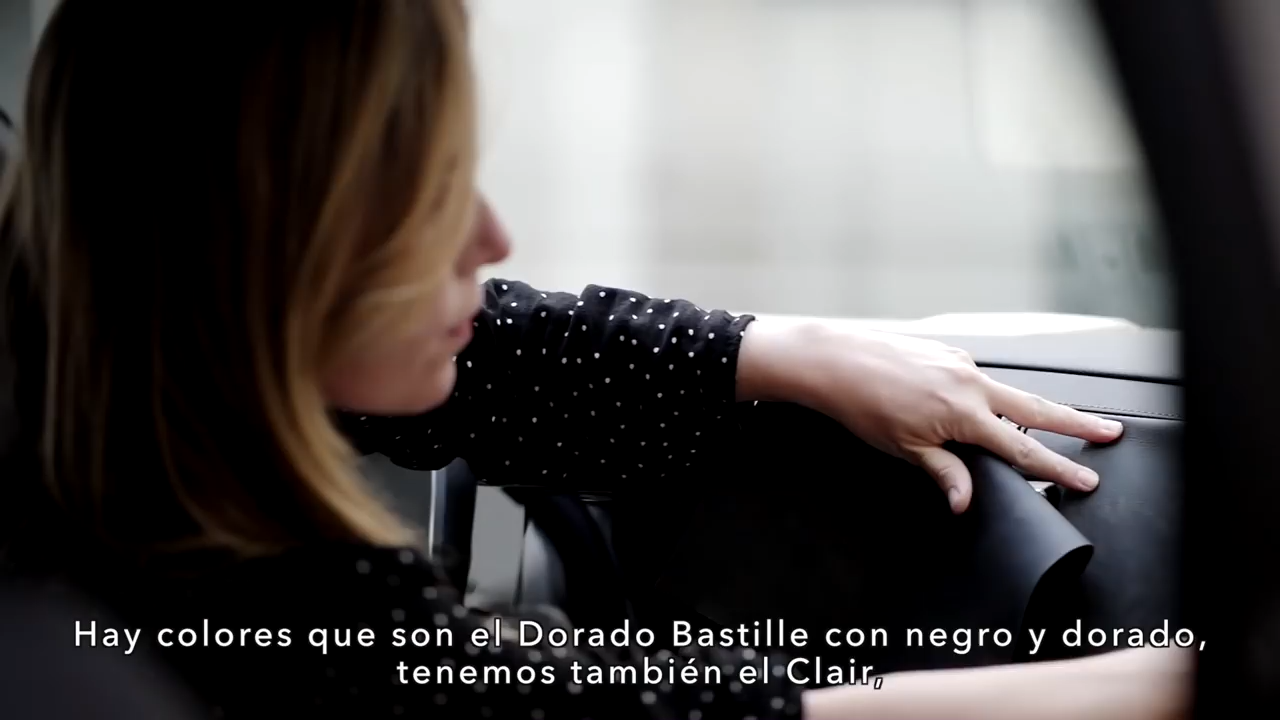 Hay colores que son el Dorado Bastille con negro y dorado,
tenemos también el Clair,